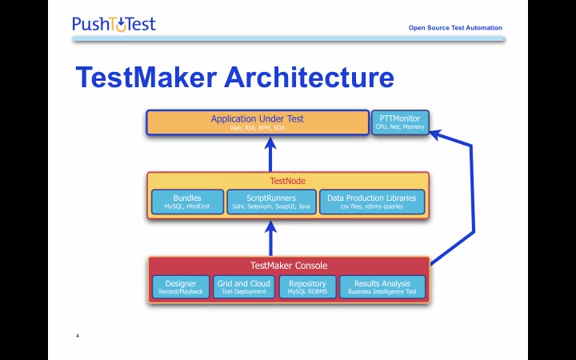 PushToTest
Open Source Test Automation
TestMaker Architecture
Application Under Test
Web, RIA, BPM, SOA
PTTMonitor
CPU, Net, Memory
TestNode
Bundles
MySQL, HtmlUnit
ScriptRunners
Sahi, Selenium, SoapUI, Java
Data Production Libraries
csv files, rdbms queries
TestMaker Console
Designer
Record/Playback
Grid and Cloud
Test Deployment
Repository
MySQL RDBMS
Results Analysis
Business Intelligence Tool
4